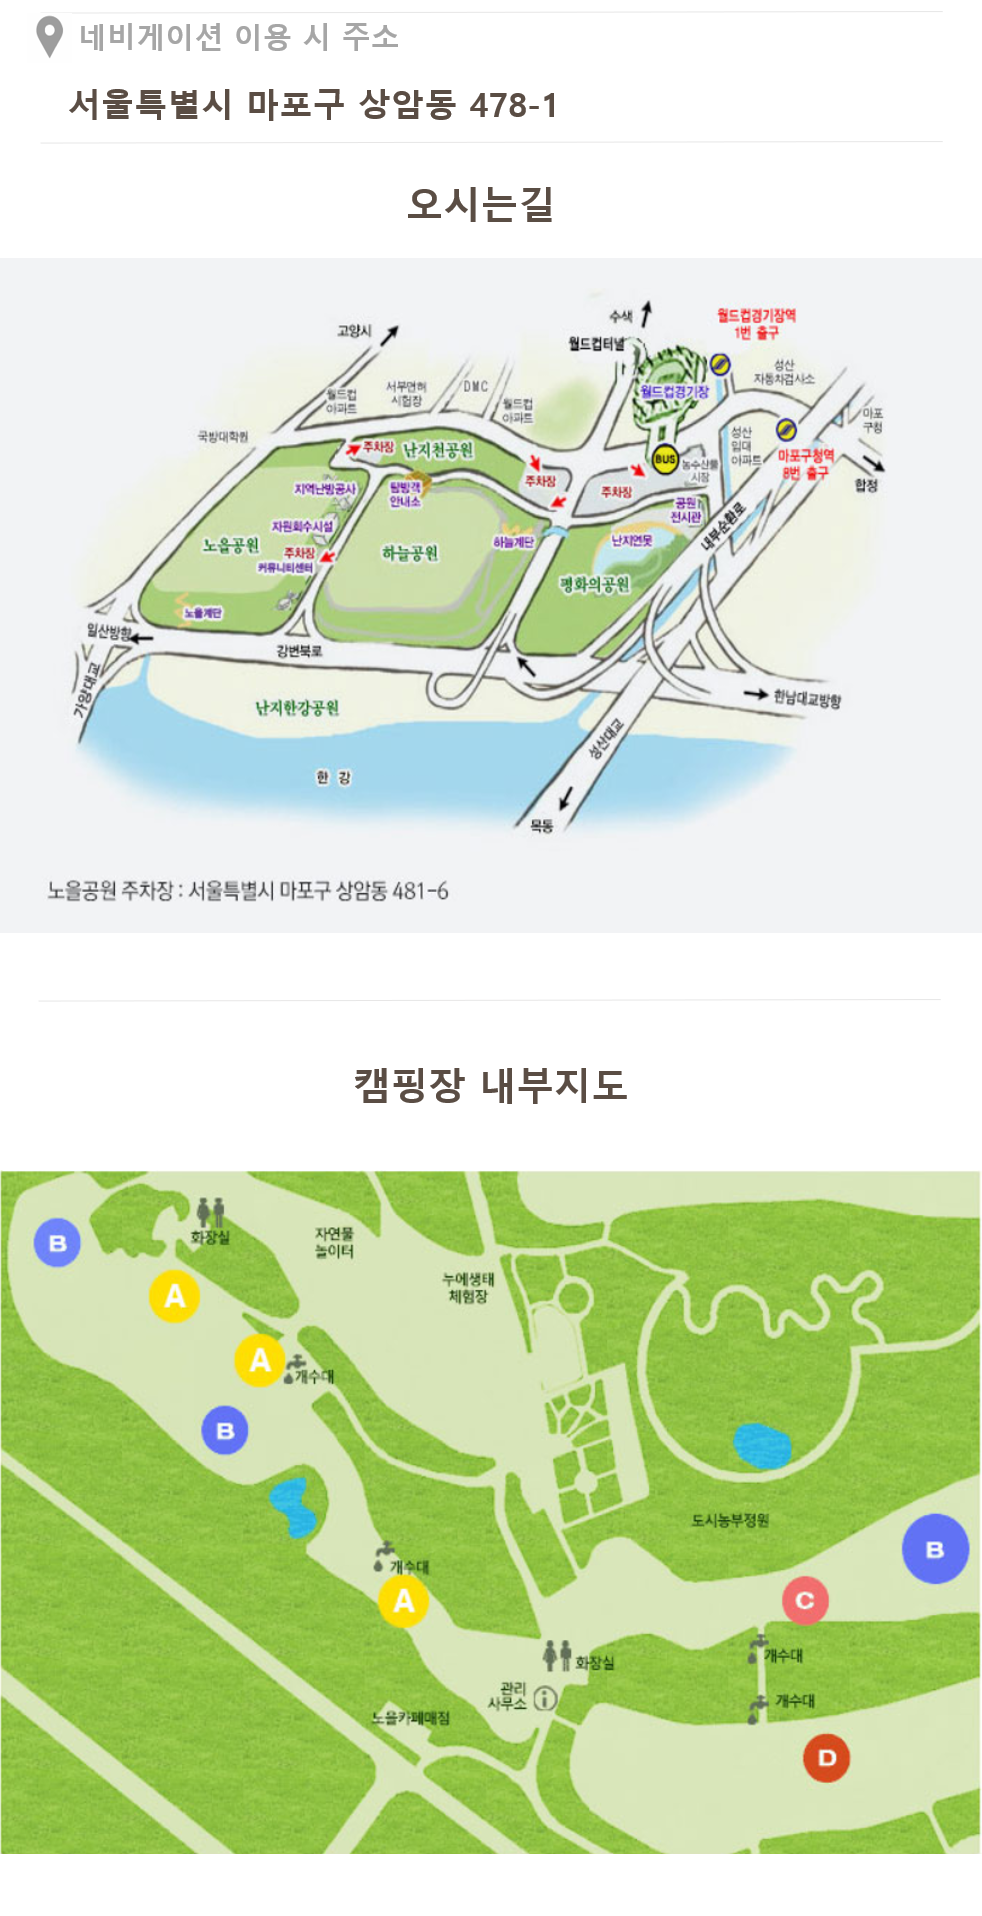 네비게이션 이용 시 주소
서울특별시 마포구 상암동 478-1
오시는길
고양시
수색
월드컵터널
월드컵경기장역
1번 출구
월드컵
아파트
서부면허
시험장
DMC
월드컵
아파트
월드컵경기장
성산
자동차검사소
마포
구청
국방대학원
주차장
난지천공원
BUS
성산
임대
아파트
마포구청역
8번 출구
합정
지역난방공사
탐방객
안내소
주차장
주차장
농수산물
시장
공원
전시관
자원회수시설
노을공원
주차장
커뮤니티센터
하늘공원
하늘계단
난지연못
내부순환로
평화의공원
노을계단
일산방향
강변북로
가양대교
난지한강공원
한남대교방향
성산대교
한 강
목동
노을공원 주차장 : 서울특별시 마포구 상암동 481-6
캠핑장 내부지도
B
화장실
자연물
놀이터
A
누에생태
체험장
A
개수대
B
도시농부정원
B
개수대
A
C
화장실
개수대
관리
사무소
개수대
노을카페매점
D